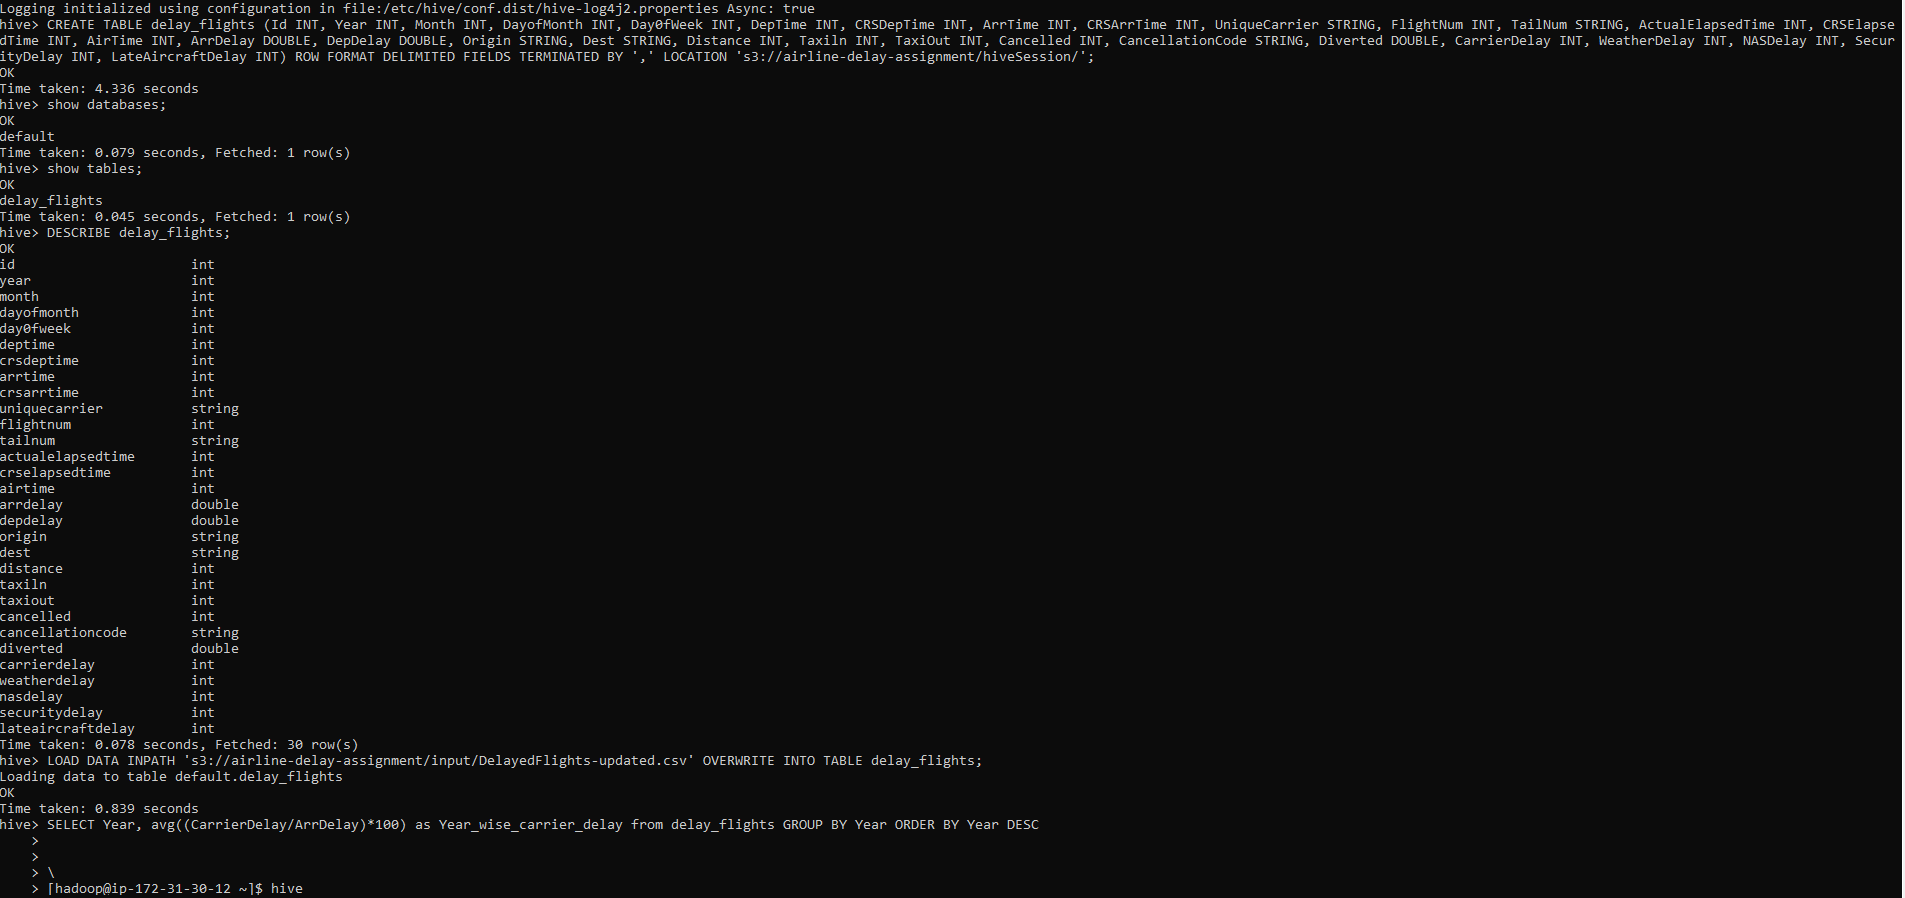 Logging initialized using configuration in file:/etc/hive/conf.dist/hive-log4j2.properties Async: true
hive> CREATE TABLE delay_flights (Id INT, Year INT, Month INT, DayofMonth INT, Day0fWeek INT, DepTime INT, CRSDepTime INT, ArrTime INT, CRSArrTime INT, UniqueCarrier STRING, FlightNum INT, TailNum STRING, ActualElapsedTime INT, CRSElapse
dTime INT, AirTime INT, ArrDelay DOUBLE, DepDelay DOUBLE, Origin STRING, Dest STRING, Distance INT, Taxiln INT, TaxiOut INT, Cancelled INT, CancellationCode STRING, Diverted DOUBLE, CarrierDelay INT, WeatherDelay INT, NASDelay INT, Secur
ityDelay INT, LateAircraftDelay INT) ROW FORMAT DELIMITED FIELDS TERMINATED BY ',' LOCATION 's3://airline-delay-assignment/hiveSession/';
OK
Time taken: 4.336 seconds
hive> show databases;
OK
default
Time taken: 0.079 seconds, Fetched: 1 row(s)
hive> show tables;
OK
delay_flights
Time taken: 0.045 seconds, Fetched: 1 row(s)
hive> DESCRIBE delay_flights;
OK
id int
year int
month int
dayofmonth int
day0fweek int
deptime int
crsdeptime int
arrtime int
crsarrtime int
uniquecarrier string
flightnum int
tailnum string
actualelapsedtime int
crselapsedtime int
airtime int
arrdelay double
depdelay double
origin string
dest string
distance int
taxiln int
taxiout int
cancelled int
cancellationcode string
diverted double
carrierdelay int
weatherdelay int
nasdelay int
securitydelay int
lateaircraftdelay int
Time taken: 0.078 seconds, Fetched: 30 row(s)
hive> LOAD DATA INPATH 's3://airline-delay-assignment/input/DelayedFlights-updated.csv' OVERWRITE INTO TABLE delay_flights;
Loading data to table default.delay_flights
OK
Time taken: 0.839 seconds
hive> SELECT Year, avg((CarrierDelay/ArrDelay)*100) as Year_wise_carrier_delay from delay_flights GROUP BY Year ORDER BY Year DESC
>
>
> \
> [hadoop@ip-172-31-30-12 ~]$ hive